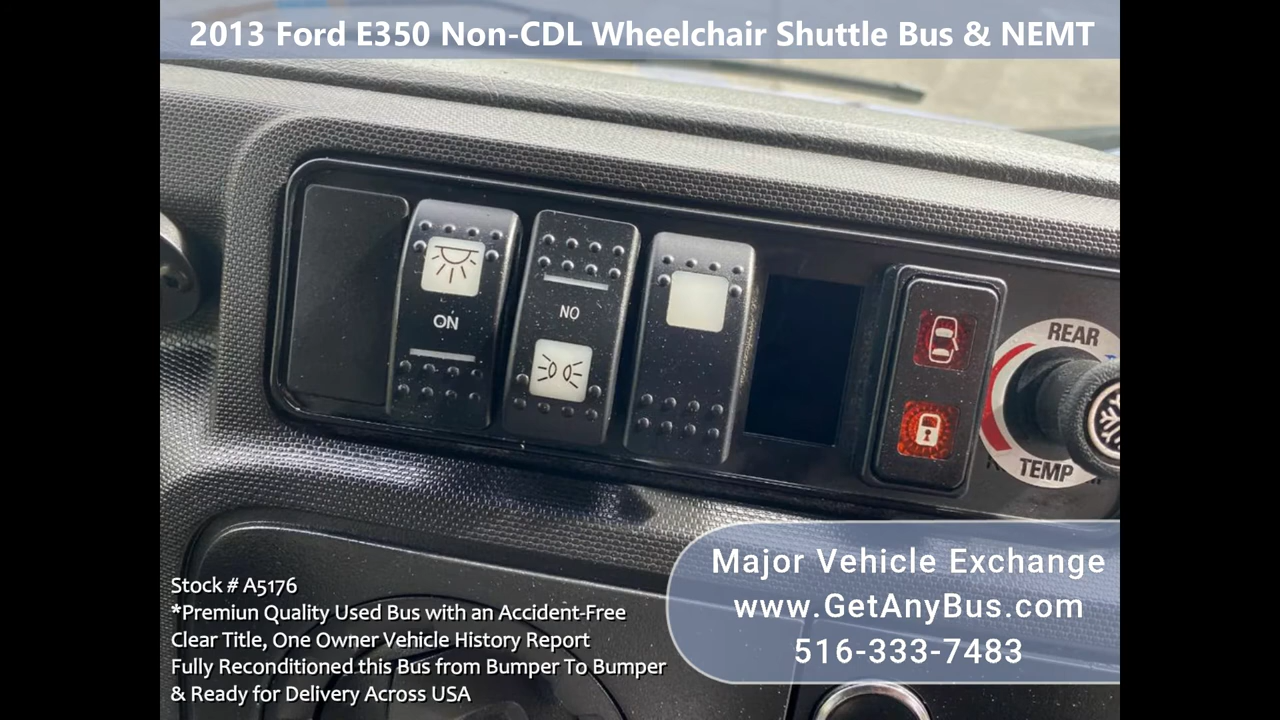 2013 Ford E350 Non-CDL Wheelchair Shuttle Bus & NEMT
ON
NO
REAR
TEMP
Major Vehicle Exchange
www.GetAnyBus.com
516-333-7483
Stock # A5176
*Premiun Quality Used Bus with an Accident-Free
Clear Title, One Owner Vehicle History Report
Fully Reconditioned this Bus from Bumper To Bumper
& Ready for Delivery Across USA